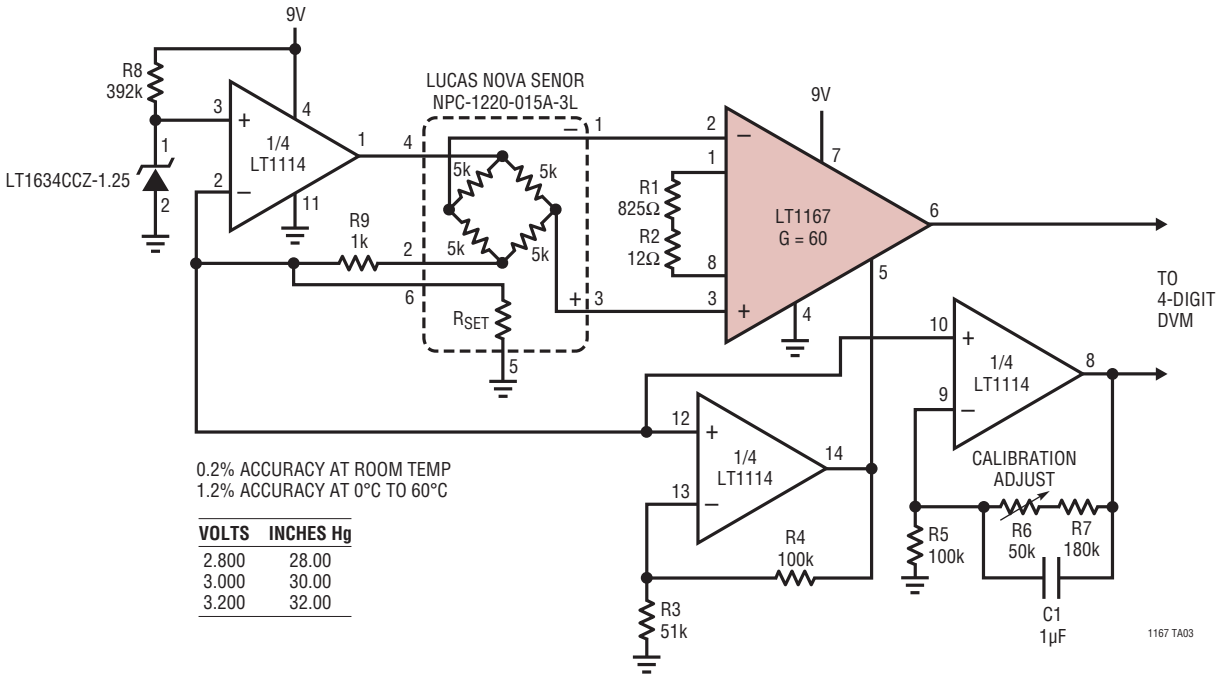 9V
R8
392k
3
+
4
1/4
LT1114
1
2
–
11
1
LT1634CCZ-1.25
2
LUCAS NOVA SENOR
NPC-1220-015A-3L
4
– 1
5k
5k
5k
5k
R9
1k
2
6
RSET
5
+ 3
9V
2
–
7
1
R1
825Ω
R2
12Ω
LT1167
G = 60
6
8
5
3
+
4
TO
4-DIGIT
DVM
10
+
1/4
LT1114
8
9
–
12
+
1/4
LT1114
14
13
–
CALIBRATION
ADJUST
R4
100k
R5
100k
R6
50k
R7
180k
C1
1µF
R3
51k
0.2% ACCURACY AT ROOM TEMP
1.2% ACCURACY AT 0°C TO 60°C
VOLTS INCHES Hg
2.800 28.00
3.000 30.00
3.200 32.00
1167 TA03